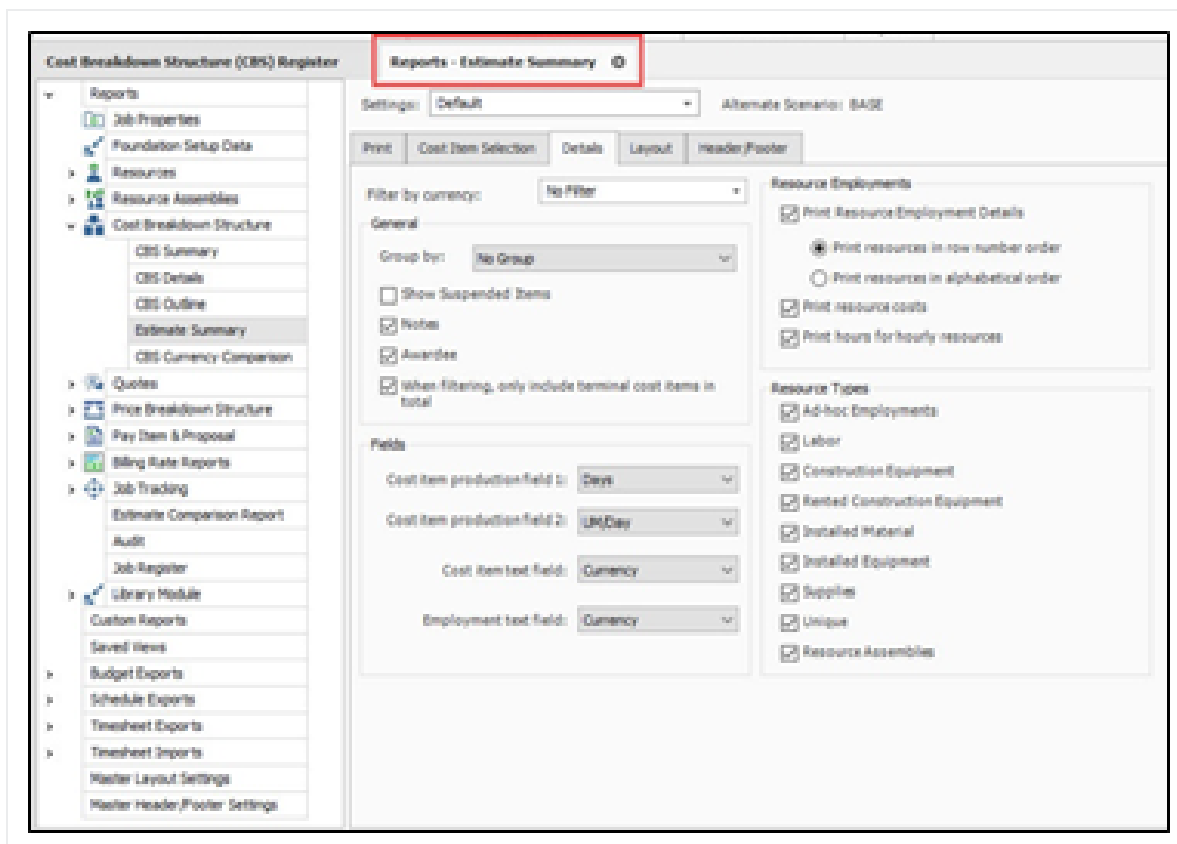 Cost Breakdown Structure (CBS) Register
Reports - Estimate Summary
Reports
Job Properties
Foundation Setup Data
Resources
Resource Assemblies
Cost Breakdown Structure
CBS Summary
CBS Details
CBS Outline
Estimate Summary
CBS Currency Comparison
Quotes
Price Breakdown Structure
Pay Item & Proposal
Billing Rate Reports
Job Tracking
Estimate Comparison Report
Audit
Job Register
Library Module
Custom Reports
Saved Views
Budget Exports
Schedule Exports
Timesheet Exports
Timesheet Imports
Master Layout Settings
Master Header/Footer Settings
Settings: Default
Alternate Scenario: BASE
Print
Cost Item Selection
Details
Layout
Header/Footer
Filter by currency: No Filter
General
Group by: No Group
Show Suspended Items
Notes
Awardee
When filtering, only include terminal cost items in
total
Fields
Cost item production field 1: Days
Cost item production field 2: UM/Day
Cost item text field: Currency
Employment text field: Currency
Resource Employments
Print Resource Employment Details
Print resources in row number order
Print resources in alphabetical order
Print resource costs
Print hours for hourly resources
Resource Types
Ad-hoc Employments
Labor
Construction Equipment
Rented Construction Equipment
Installed Material
Installed Equipment
Supplies
Unique
Resource Assemblies